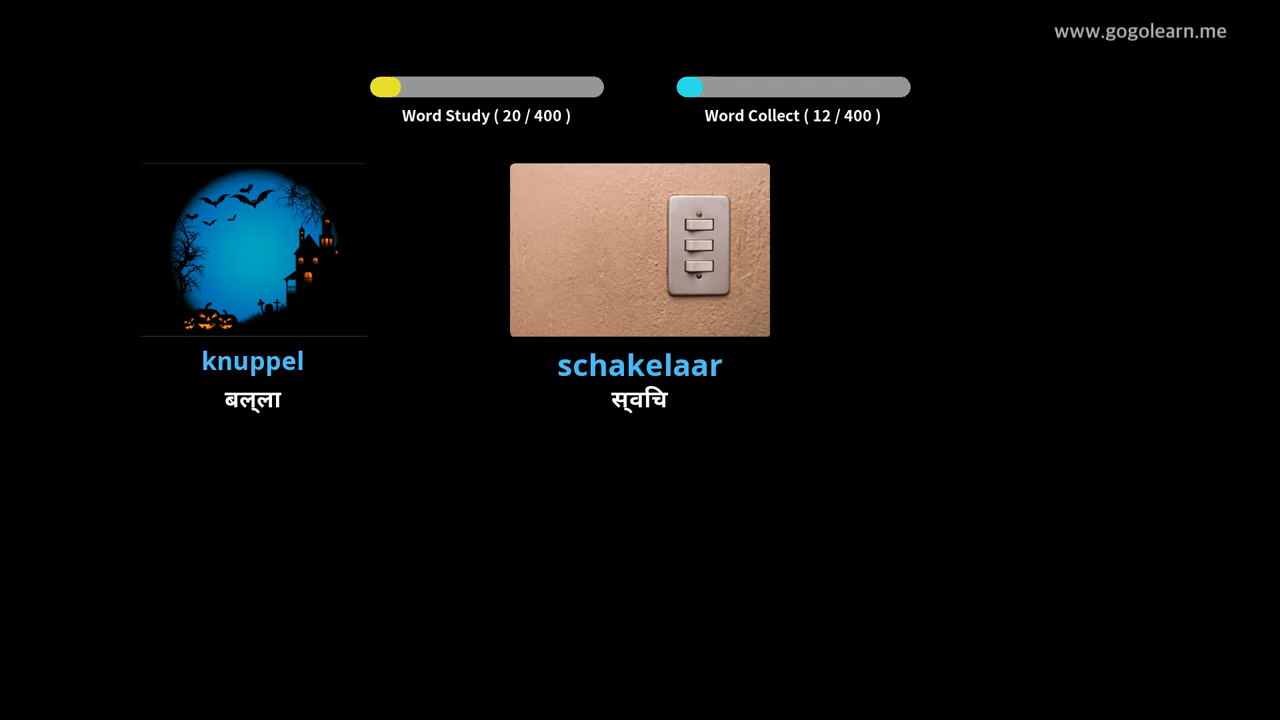 www.gogolearn.me
Word Study ( 20 / 400 )
Word Collect ( 12 / 400 )
knuppel
बल्ला
schakelaar
स्वचि